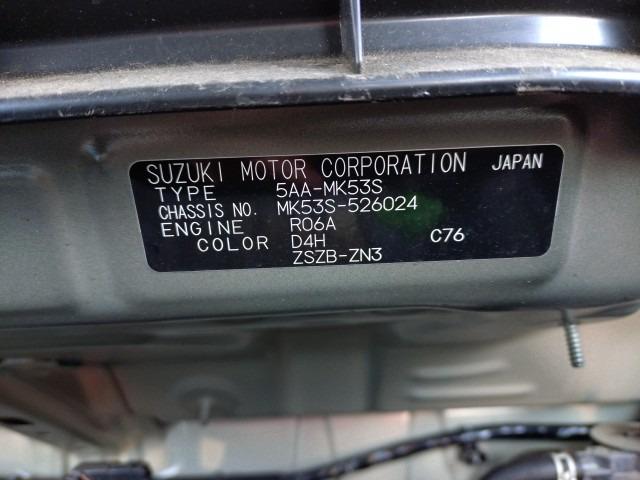 SUZUKI MOTOR CORPORATION JAPAN
TYPE 5AA-MK53S
CHASSIS NO. MK53S-526024
ENGINE R06A
COLOR D4H C76
ZSZB-ZN3